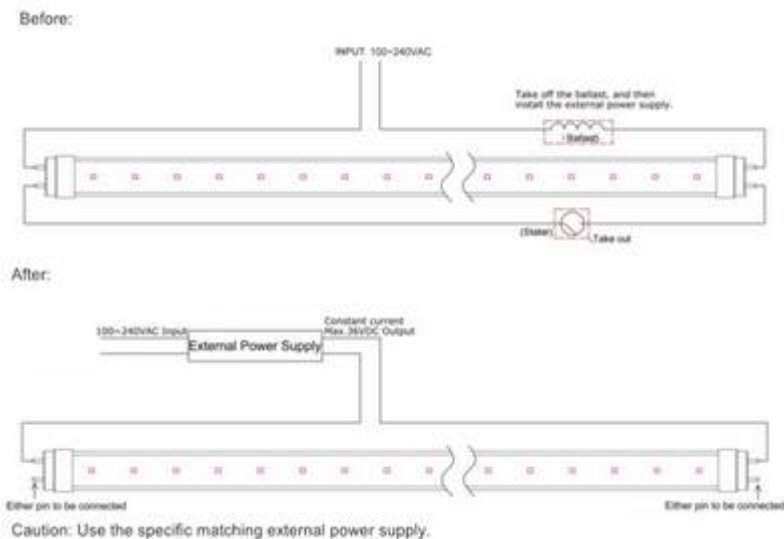 Before:
INPUT 100~240VAC
Take off the ballast, and then
install the external power supply.
(Ballast)
(Stater)
Take out
After:
100~240VAC Input
External Power Supply
Constant current
Max.36VDC Output
Either pin to be connected
Either pin to be connected
Caution: Use the specific matching external power supply.